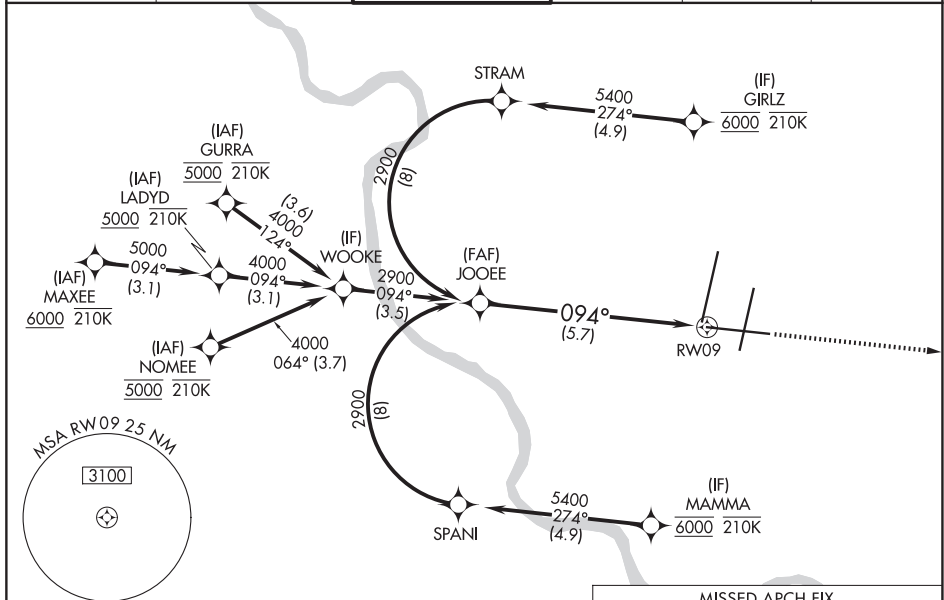 STRAM
5400
274°
(4.9)
(IF)
GIRLZ
6000 210K
(IAF)
GURRA
5000 210K
2900
(8)
(IAF)
LADYD
5000 210K
(3.6)
4000
124°
(IF)
WOOKE
(FAF)
JOOEE
5000
094°
(3.1)
4000
094°
(3.1)
2900
094°
(3.5)
(IAF)
MAXEE
6000 210K
094°
(5.7)
RW09
(IAF)
NOMEE
5000 210K
4000
064° (3.7)
2900
(8)
MSA RW09 25 NM
3100
SPANI
5400
274°
(4.9)
(IF)
MAMMA
6000 210K
MISSED APCH FIX